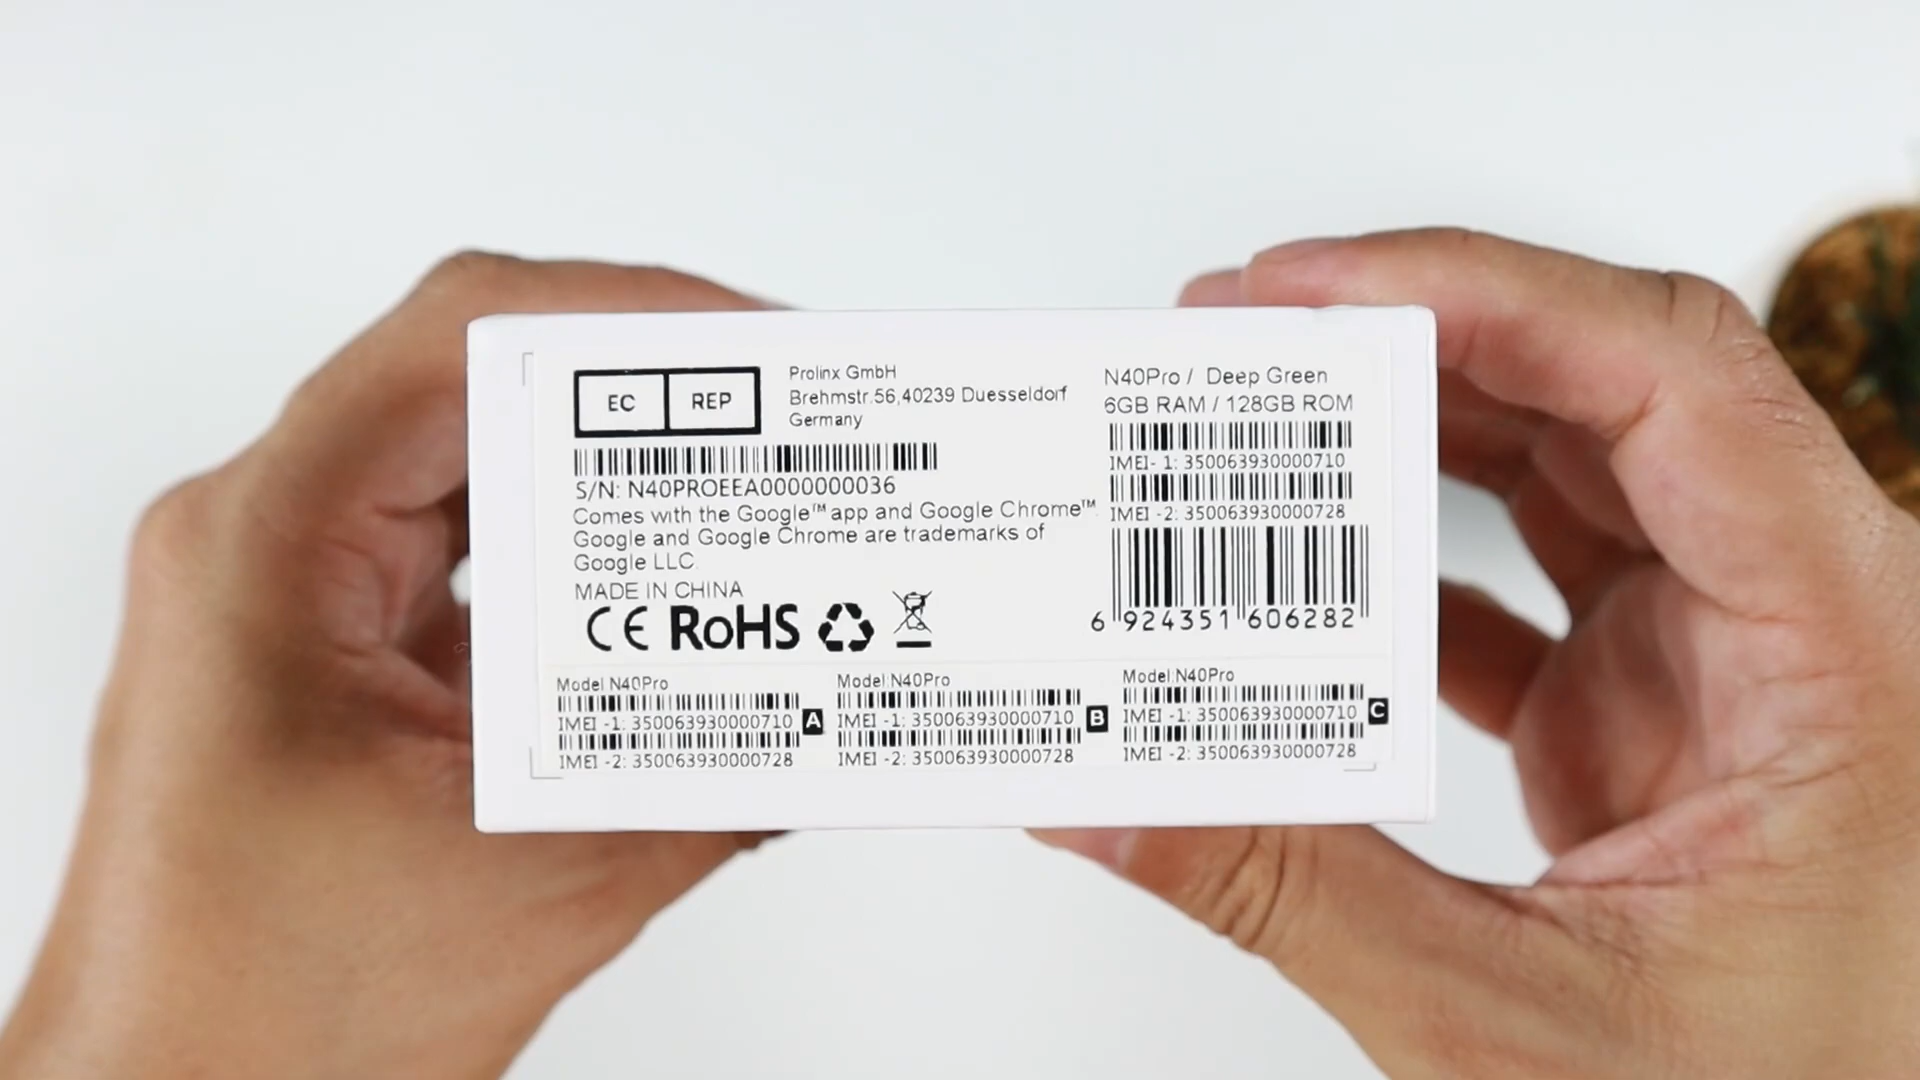 EC REP
Prolinx GmbH
Brehmstr.56,40239 Duesseldorf
Germany
S/N: N40PROEEA0000000036
Comes with the Google™ app and Google Chrome™.
Google and Google Chrome are trademarks of
Google LLC.
MADE IN CHINA
CE RoHS
N40Pro / Deep Green
6GB RAM / 128GB ROM
IMEI- 1: 350063930000710
IMEI -2: 350063930000728
6 924351 606282
Model:N40Pro
IMEI -1: 350063930000710 A
IMEI -2: 350063930000728
Model:N40Pro
IMEI -1: 350063930000710 B
IMEI -2: 350063930000728
Model:N40Pro
IMEI -1: 350063930000710 C
IMEI -2: 350063930000728